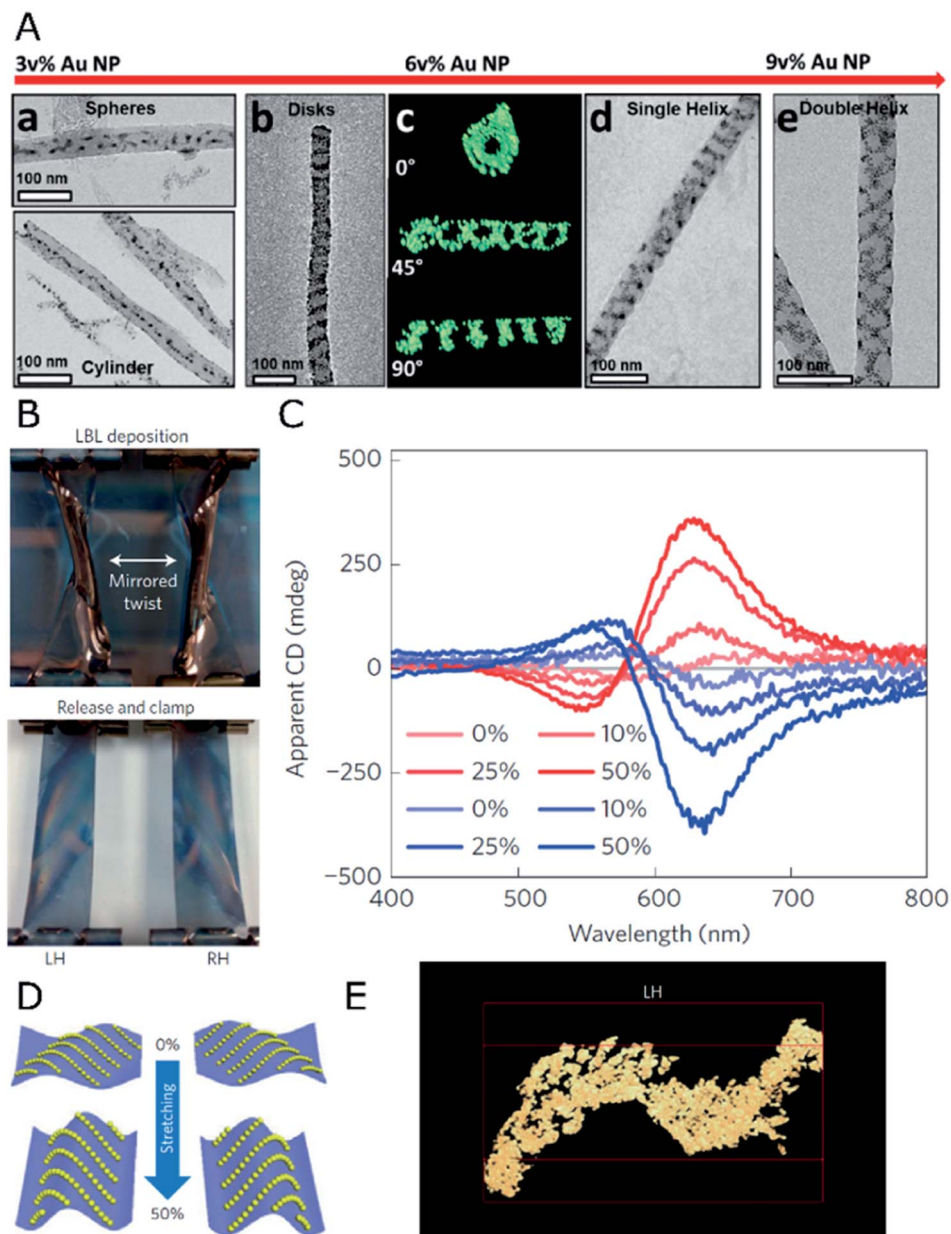 A
3v% Au NP 6v% Au NP 9v% Au NP
a Spheres
100 nm
100 nm
Cylinder
b Disks
100 nm
c
0°
45°
90°
d Single Helix
100 nm
e Double Helix
100 nm
B
LBL deposition
Mirrored
twist
Release and clamp
LH RH
C
Apparent CD (mdeg)
500
250
0
−250
−500
0% 10%
25% 50%
0% 10%
25% 50%
400 500 600 700 800
Wavelength (nm)
D
0%
Stretching
50%
E
LH